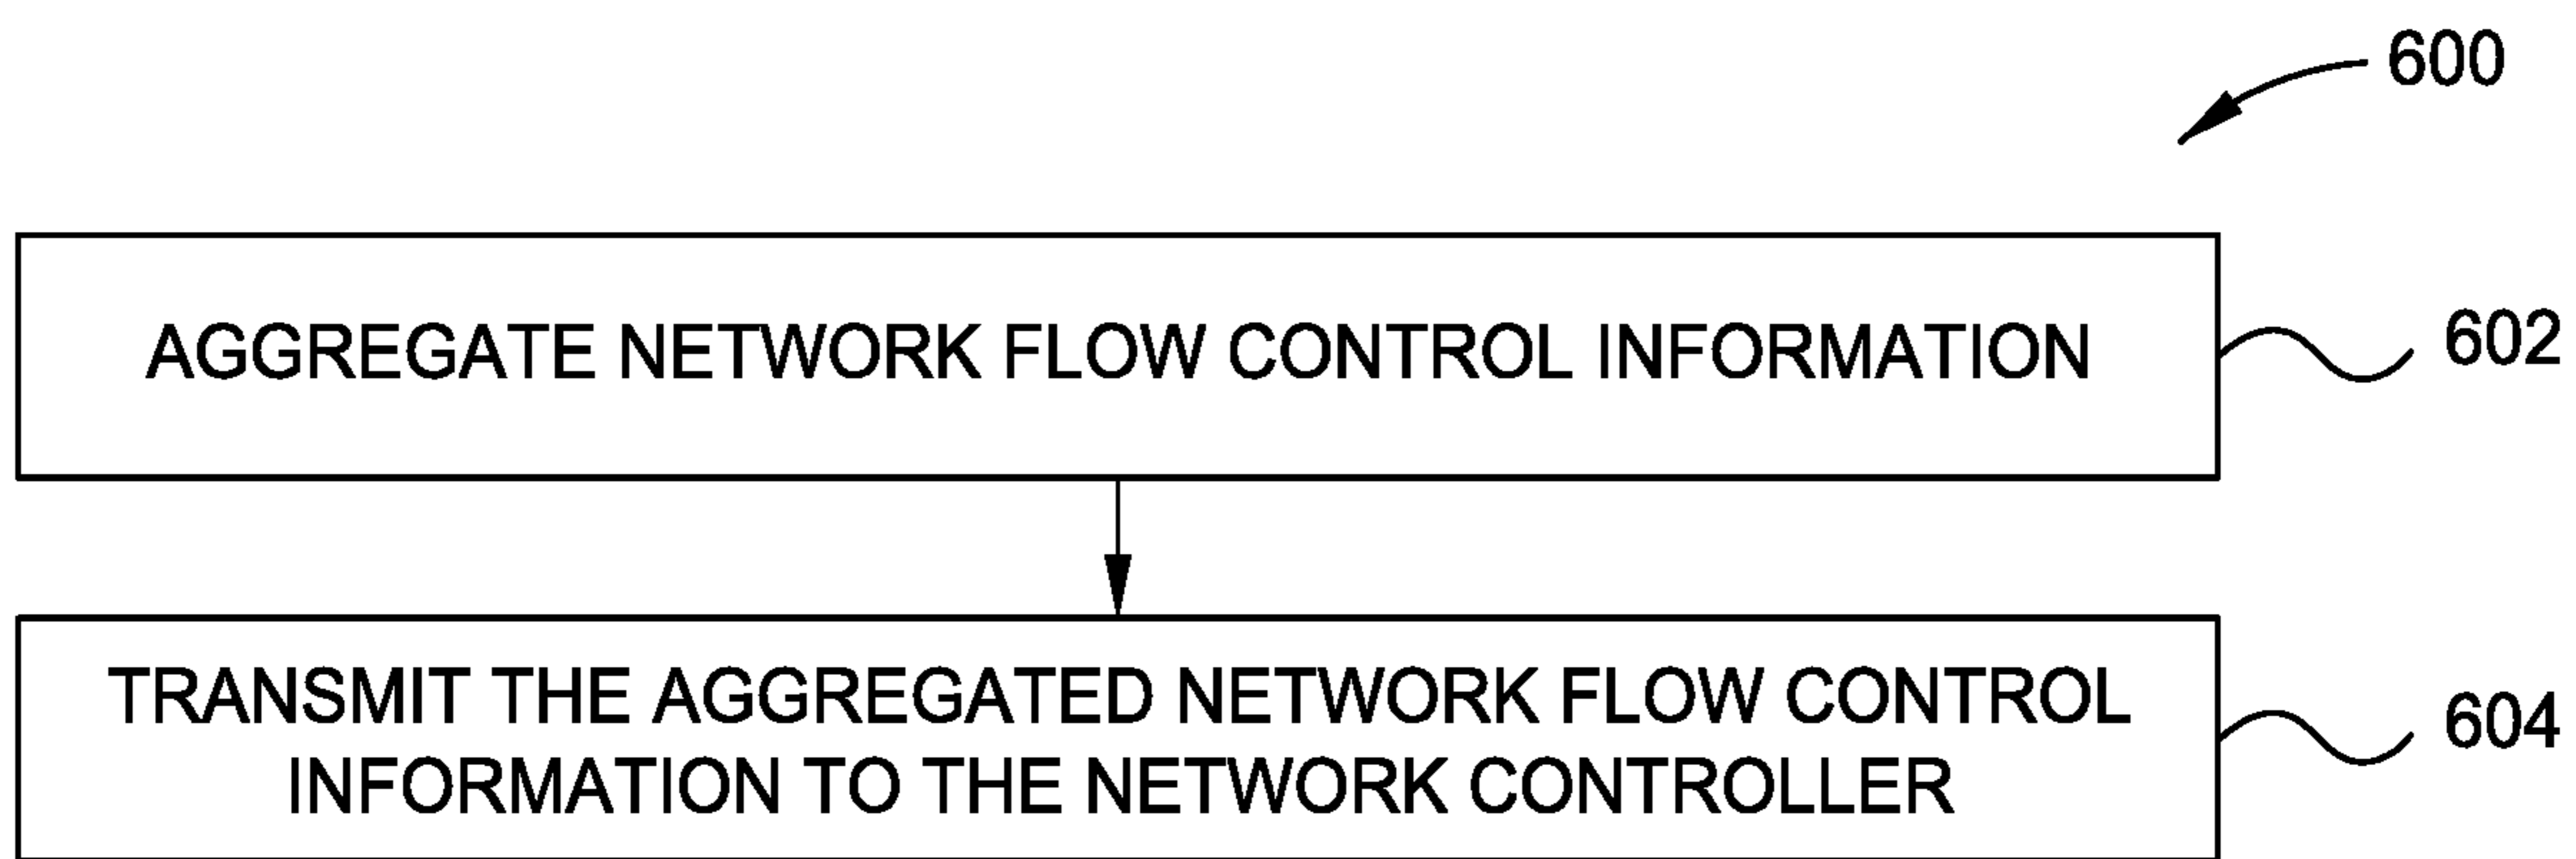 600
AGGREGATE NETWORK FLOW CONTROL INFORMATION
602
TRANSMIT THE AGGREGATED NETWORK FLOW CONTROL
INFORMATION TO THE NETWORK CONTROLLER
604